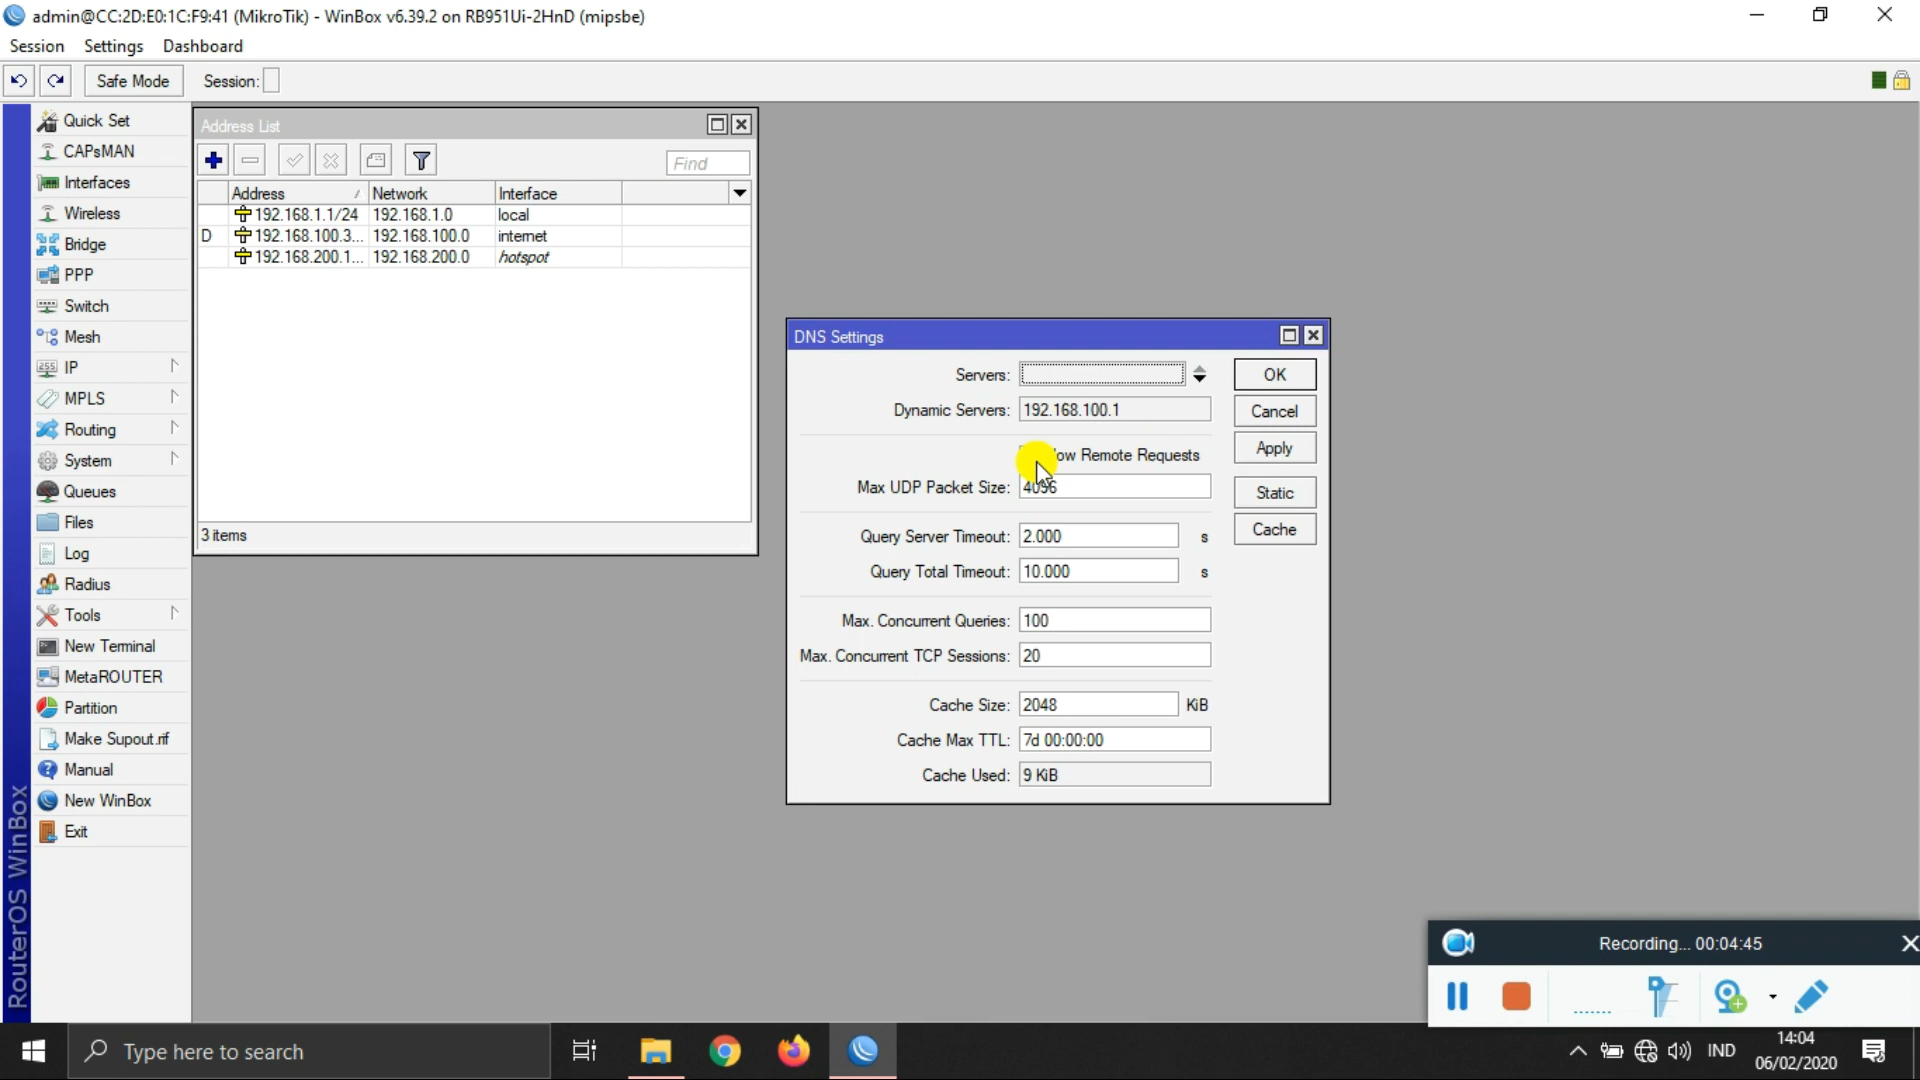 admin@CC:2D:E0:1C:F9:41 (MikroTik) - WinBox v6.39.2 on RB951Ui-2HnD (mipsbe)
Session Settings Dashboard
Safe Mode Session:
Quick Set
CAPsMAN
Interfaces
Wireless
Bridge
PPP
Switch
Mesh
IP
MPLS
Routing
System
Queues
Files
Log
Radius
Tools
New Terminal
MetaROUTER
Partition
Make Supout.rif
Manual
New WinBox
Exit
RouterOS WinBox
Address List
Find
Address Network Interface
192.168.1.1/24 192.168.1.0 local
D 192.168.100.3... 192.168.100.0 internet
192.168.200.1... 192.168.200.0 hotspot
3 items
DNS Settings
Servers:
Dynamic Servers: 192.168.100.1
Remote Requests
Max UDP Packet Size: 4096
Query Server Timeout: 2.000 s
Query Total Timeout: 10.000 s
Max. Concurrent Queries: 100
Max. Concurrent TCP Sessions: 20
Cache Size: 2048 KiB
Cache Max TTL: 7d 00:00:00
Cache Used: 9 KiB
OK
Cancel
Apply
Static
Cache
Recording... 00:04:45
Type here to search
IND
14:04
06/02/2020